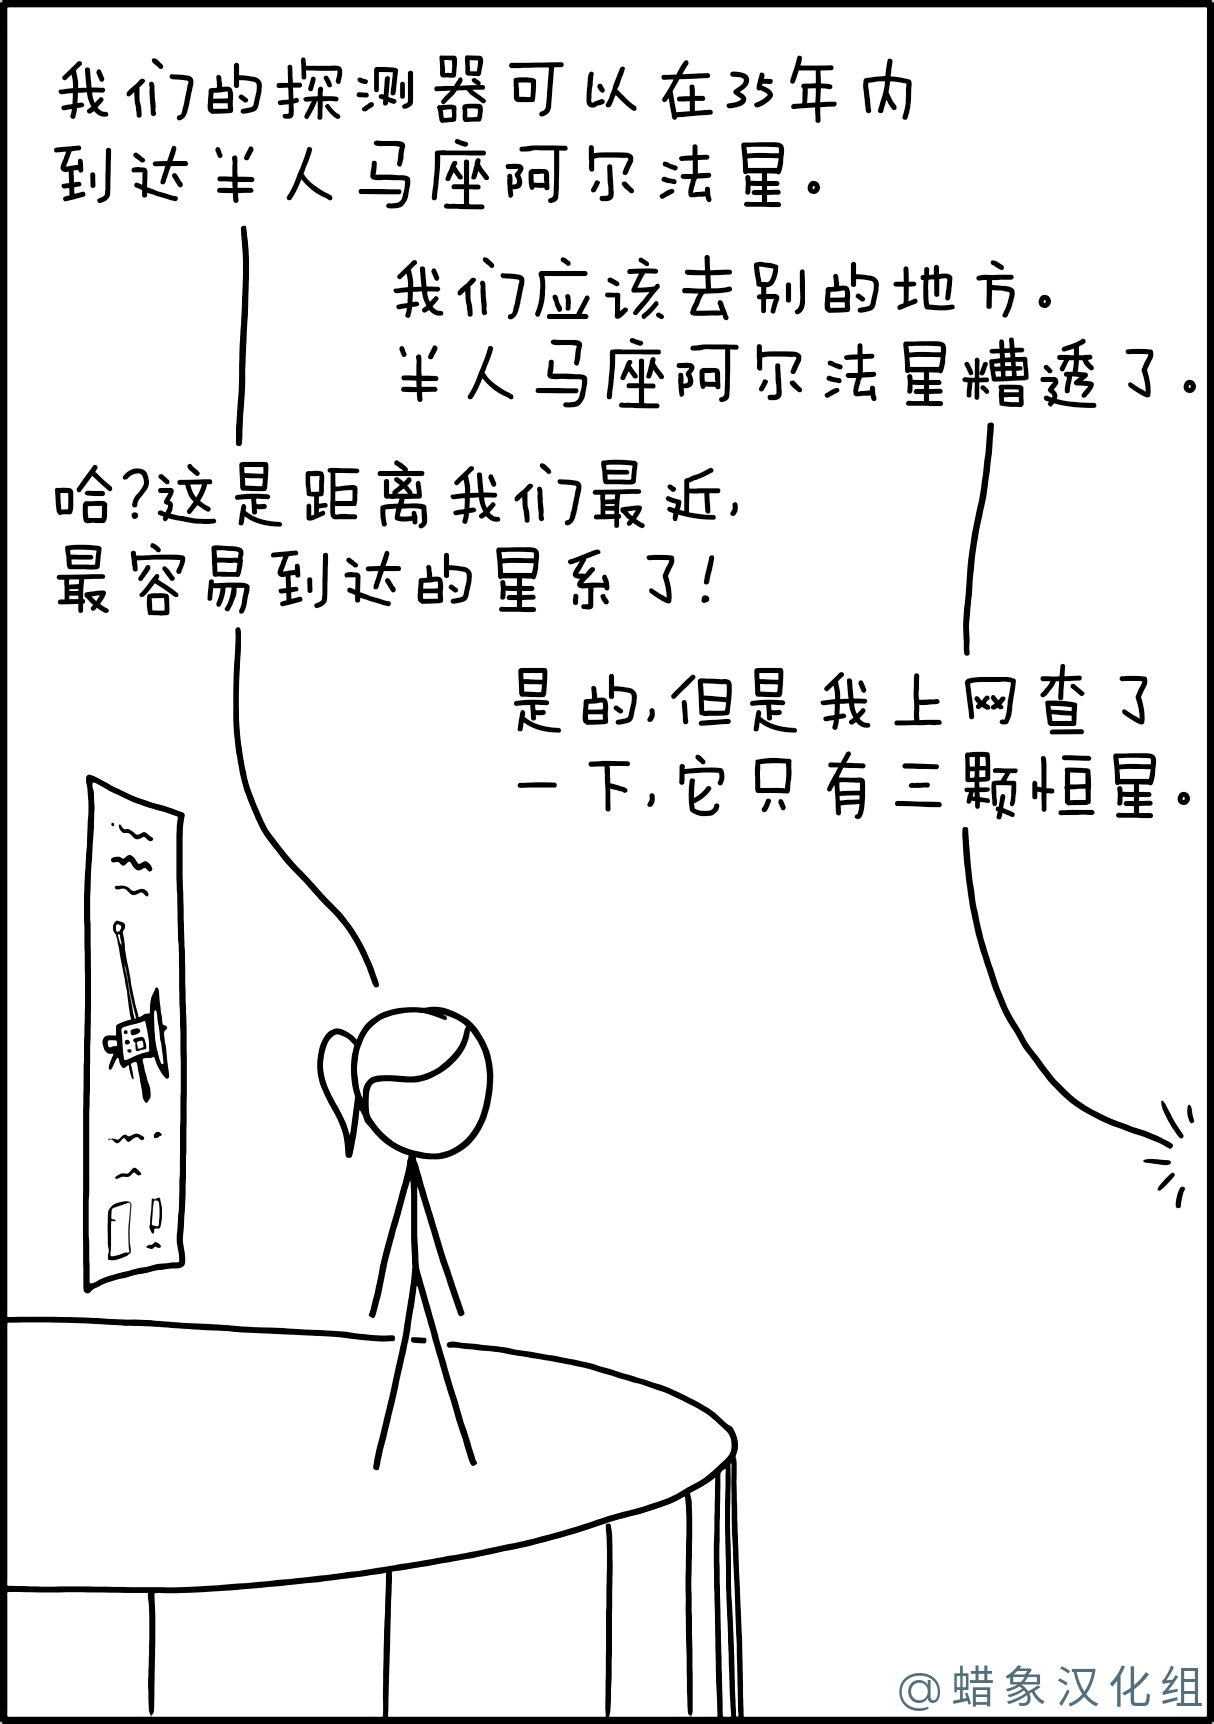 我们的探测器可以在35年内
到达半人马座阿尔法星。
我们应该去别的地方。
半人马座阿尔法星糟透了。
哈?这是距离我们最近,
最容易到达的星系了!
是的,但是我上网查了
一下,它只有三颗恒星。
@蜡象汉化组